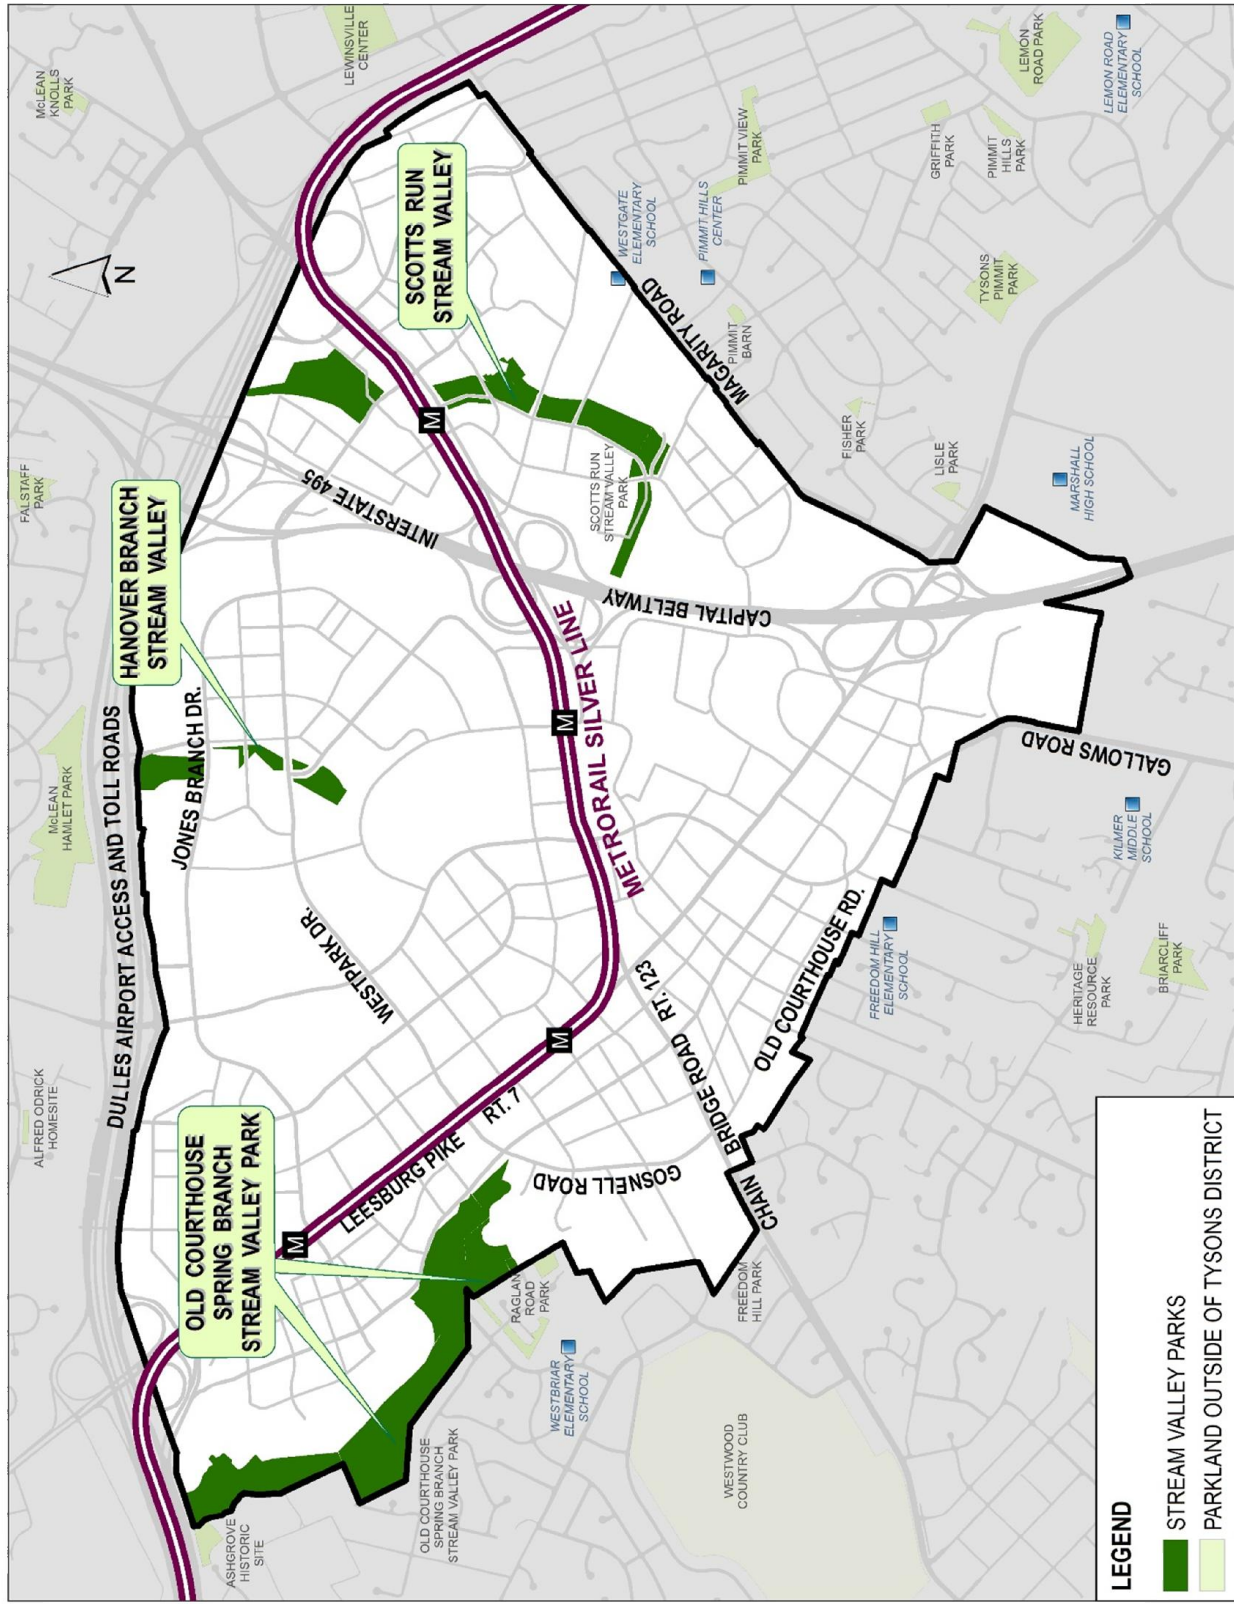 McLEAN
KNOLLS
PARK
LEWINSVILLE
CENTER
LEMON
ROAD PARK
LEMON ROAD
ELEMENTARY
SCHOOL
GRIFFITH
PARK
PIMMIT
HILLS
PARK
PIMMIT VIEW
PARK
WESTGATE
ELEMENTARY
SCHOOL
PIMMIT HILLS
CENTER
TYSONS
PIMMIT
PARK
PIMMIT
BARN
MAGARITY ROAD
N
SCOTTS RUN
STREAM VALLEY
M
FALSTAFF
PARK
HANOVER BRANCH
STREAM VALLEY
INTERSTATE 495
SCOTTS RUN
STREAM VALLEY
PARK
FISHER
PARK
LISLE
PARK
MARSHALL
HIGH SCHOOL
CAPITAL BELTWAY
McLEAN
HAMLET PARK
DULLES AIRPORT ACCESS AND TOLL ROADS
JONES BRANCH DR.
M
METRORAIL SILVER LINE
GALLOWS ROAD
KILMER
MIDDLE
SCHOOL
WESTPARK DR.
OLD COURTHOUSE RD.
FREEDOM HILL
ELEMENTARY
SCHOOL
HERITAGE
RESOURCE
PARK
BRIARCLIFF
PARK
ALFRED ODRICK
HOMESITE
M
LEESBURG PIKE RT. 7
CHAIN BRIDGE ROAD RT. 123
GOSNELL ROAD
OLD COURTHOUSE
SPRING BRANCH
STREAM VALLEY PARK
M
RAGLAN
ROAD
PARK
FREEDOM
HILL PARK
WESTBRIAR
ELEMENTARY
SCHOOL
WESTWOOD
COUNTRY CLUB
OLD COURTHOUSE
SPRING BRANCH
STREAM VALLEY PARK
ASHGROVE
HISTORIC
SITE
LEGEND
STREAM VALLEY PARKS
PARKLAND OUTSIDE OF TYSONS DISTRICT